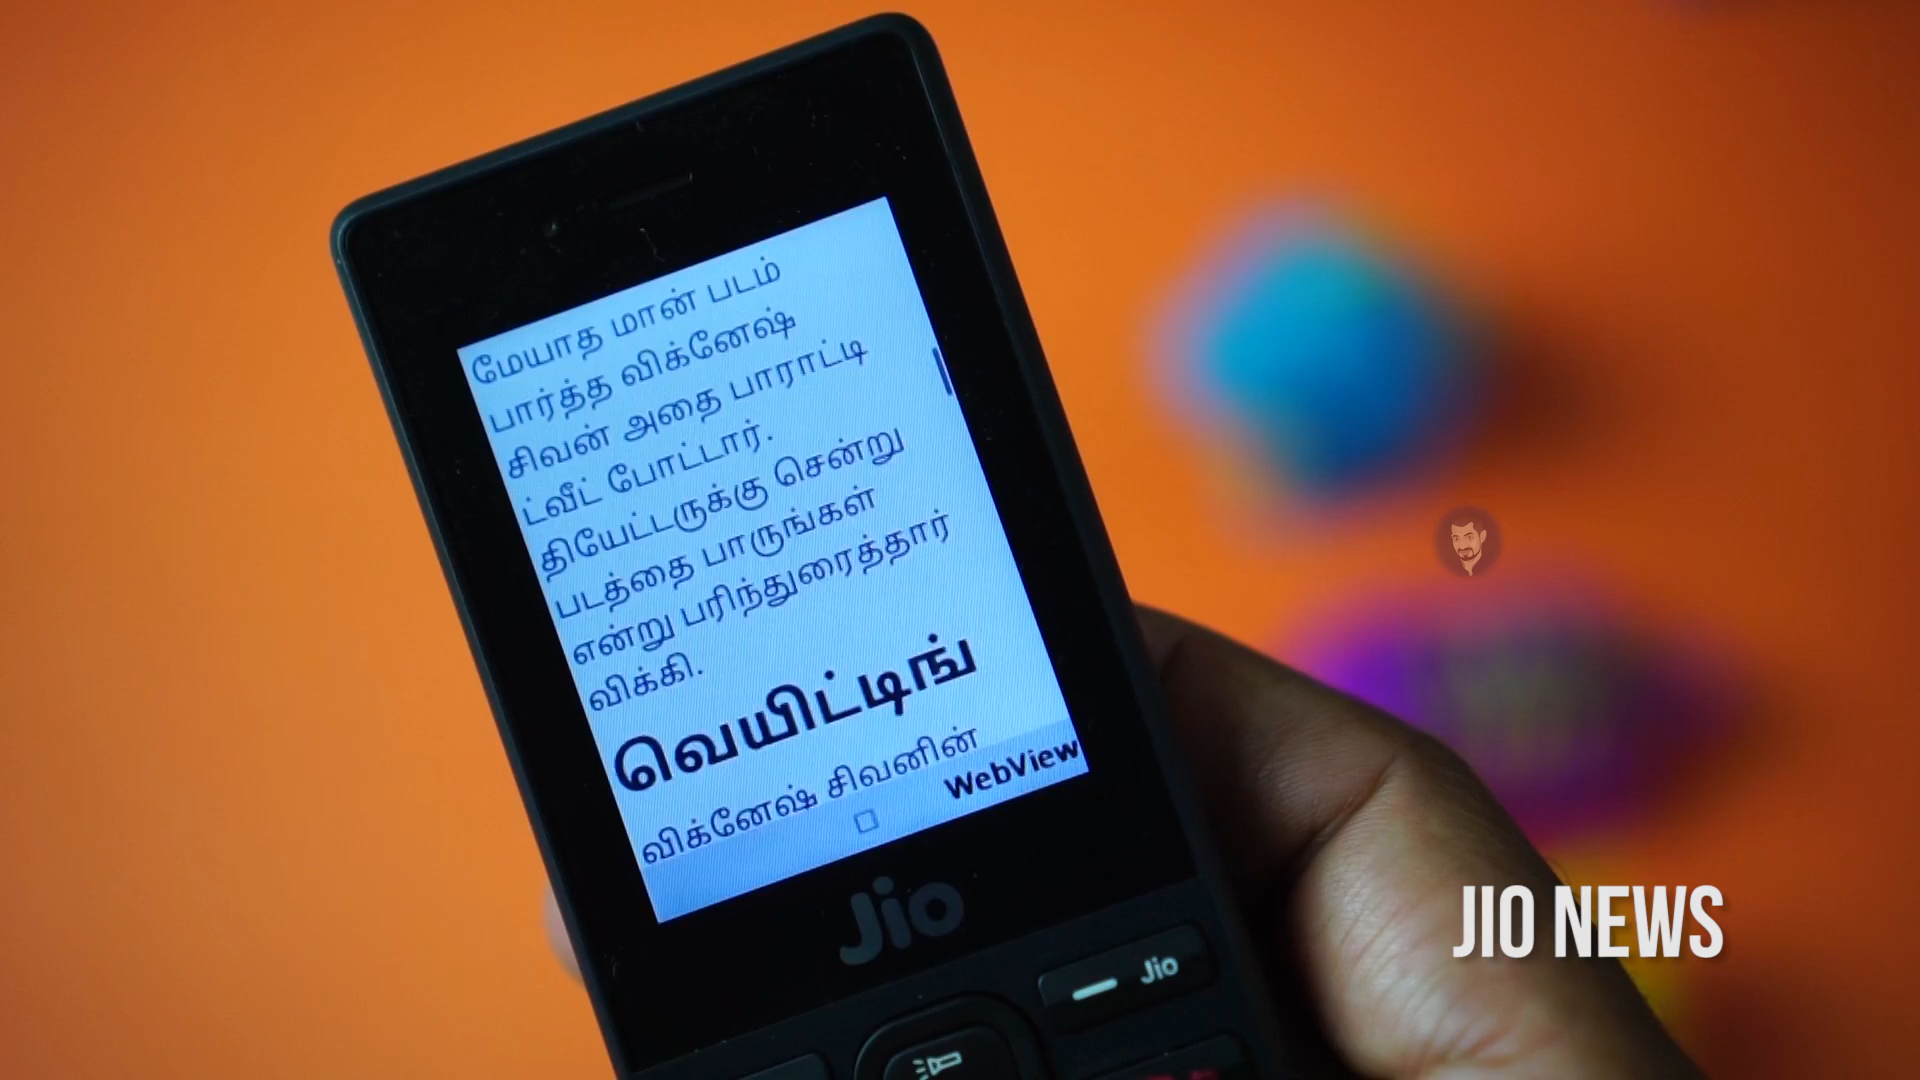 மேயாத மான் படம்
பார்த்த விக்னேஷ்
சிவன் அதை பாராட்டி
ட்வீட் போட்டார்.
தியேட்டருக்கு சென்று
படத்தை பாருங்கள்
என்று பரிந்துரைத்தார்
விக்கி.
வெயிட்டிங்
விக்னேஷ் சிவனின்
WebView
Jio
Jio
JIO NEWS